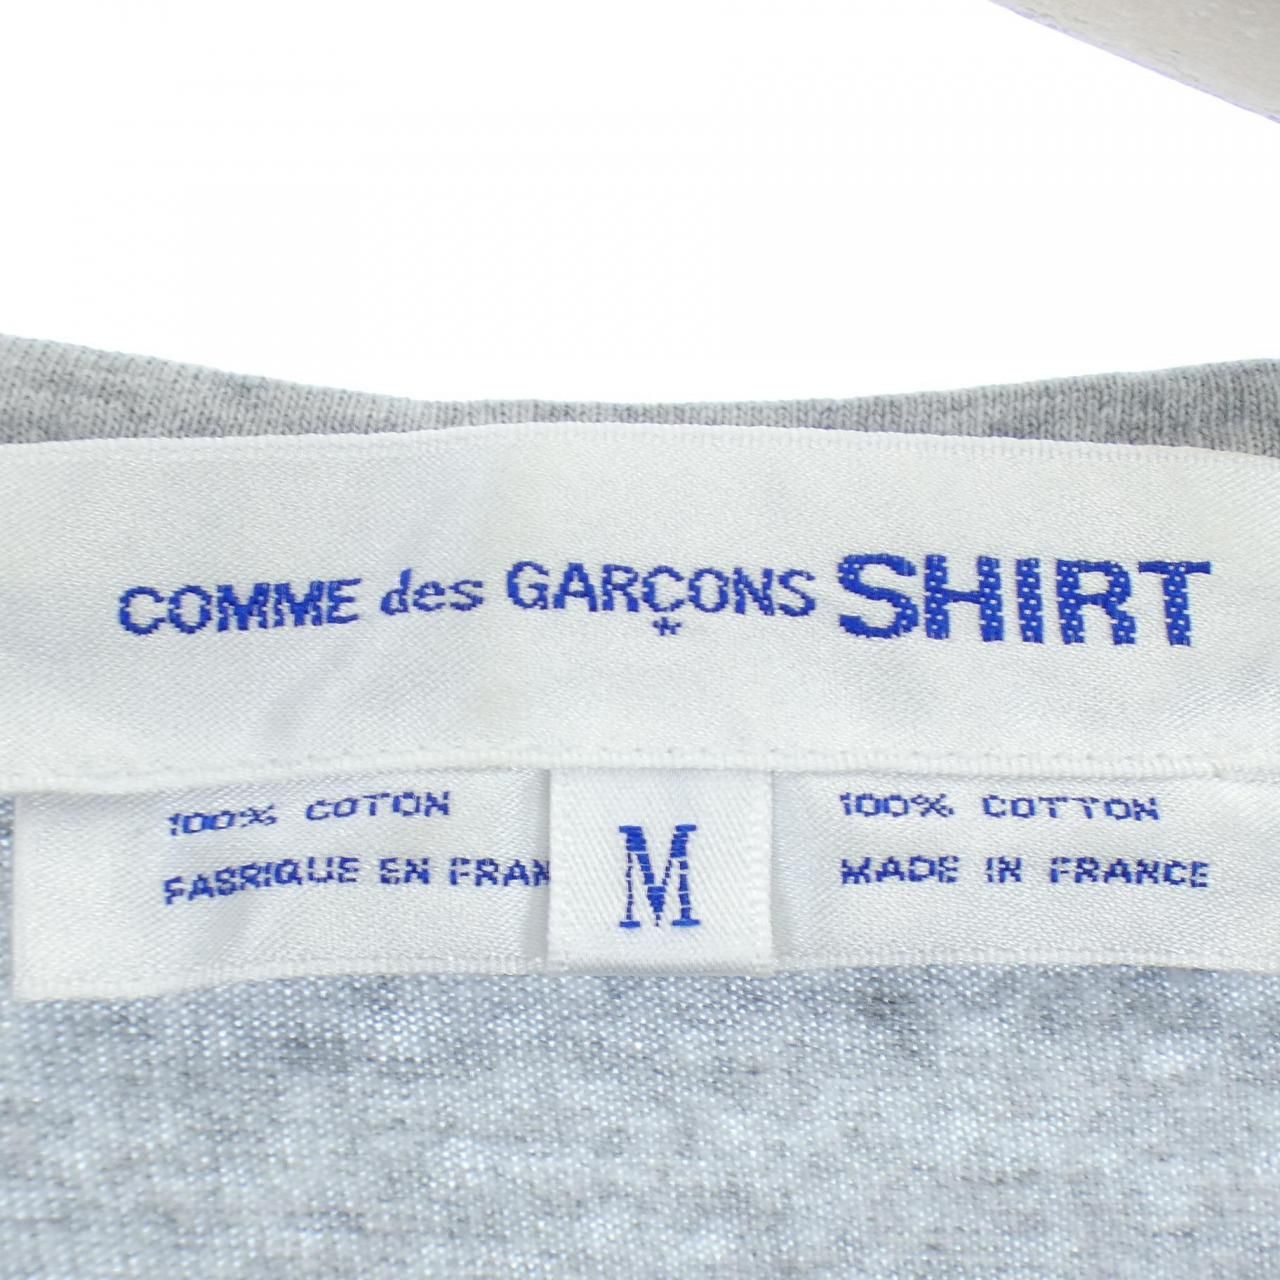 COMME des GARÇONS SHIRT
100% COTON
FABRIQUE EN FRAN
M
100% COTTON
MADE IN FRANCE